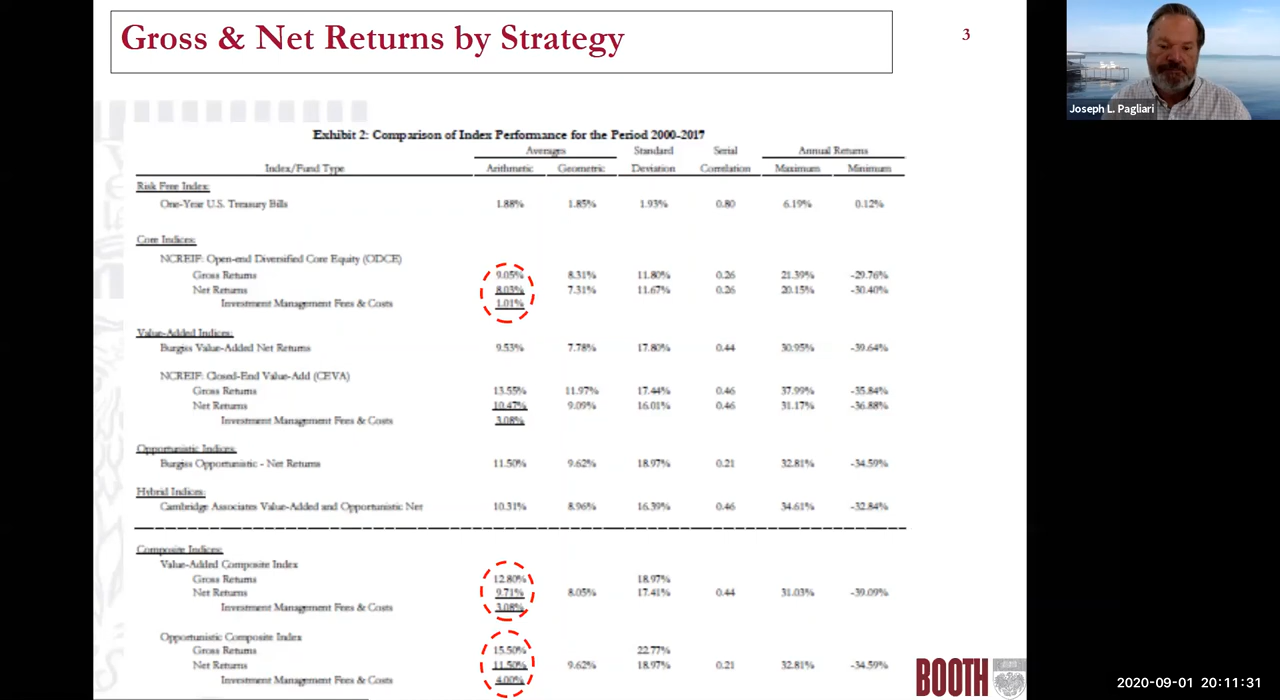 Gross & Net Returns by Strategy
3
Joseph L. Pagliari
Exhibit 2: Comparison of Index Performance for the Period 2000-2017
Averages Standard Serial Annual Returns
Index/Fund Type Arithmetic Geometric Deviation Correlation Maximum Minimum
Risk Free Index:
One-Year U.S. Treasury Bills 1.88% 1.85% 1.93% 0.80 6.19% 0.12%
Core Indices:
NCREIF: Open-end Diversified Core Equity (ODCE)
Gross Returns 9.05% 8.31% 11.80% 0.26 21.39% -29.76%
Net Returns 8.03% 7.31% 11.67% 0.26 20.15% -30.40%
Investment Management Fees & Costs 1.01%
Value-Added Indices:
Burgiss Value-Added Net Returns 9.53% 7.78% 17.80% 0.44 30.95% -39.64%
NCREIF: Closed-End Value-Add (CEVA)
Gross Returns 13.55% 11.97% 17.44% 0.46 37.99% -35.84%
Net Returns 10.47% 9.09% 16.01% 0.46 31.17% -36.88%
Investment Management Fees & Costs 3.08%
Opportunistic Indices:
Burgiss Opportunistic - Net Returns 11.50% 9.62% 18.97% 0.21 32.81% -34.59%
Hybrid Indices:
Cambridge Associates Value-Added and Opportunistic Net 10.31% 8.96% 16.39% 0.46 34.61% -32.84%
Composite Indices:
Value-Added Composite Index
Gross Returns 12.80% 18.97%
Net Returns 9.71% 8.05% 17.41% 0.44 31.03% -39.09%
Investment Management Fees & Costs 3.08%
Opportunistic Composite Index
Gross Returns 15.50% 22.77%
Net Returns 11.50% 9.62% 18.97% 0.21 32.81% -34.59%
Investment Management Fees & Costs 4.00%
BOOTH
2020-09-01 20:11:31